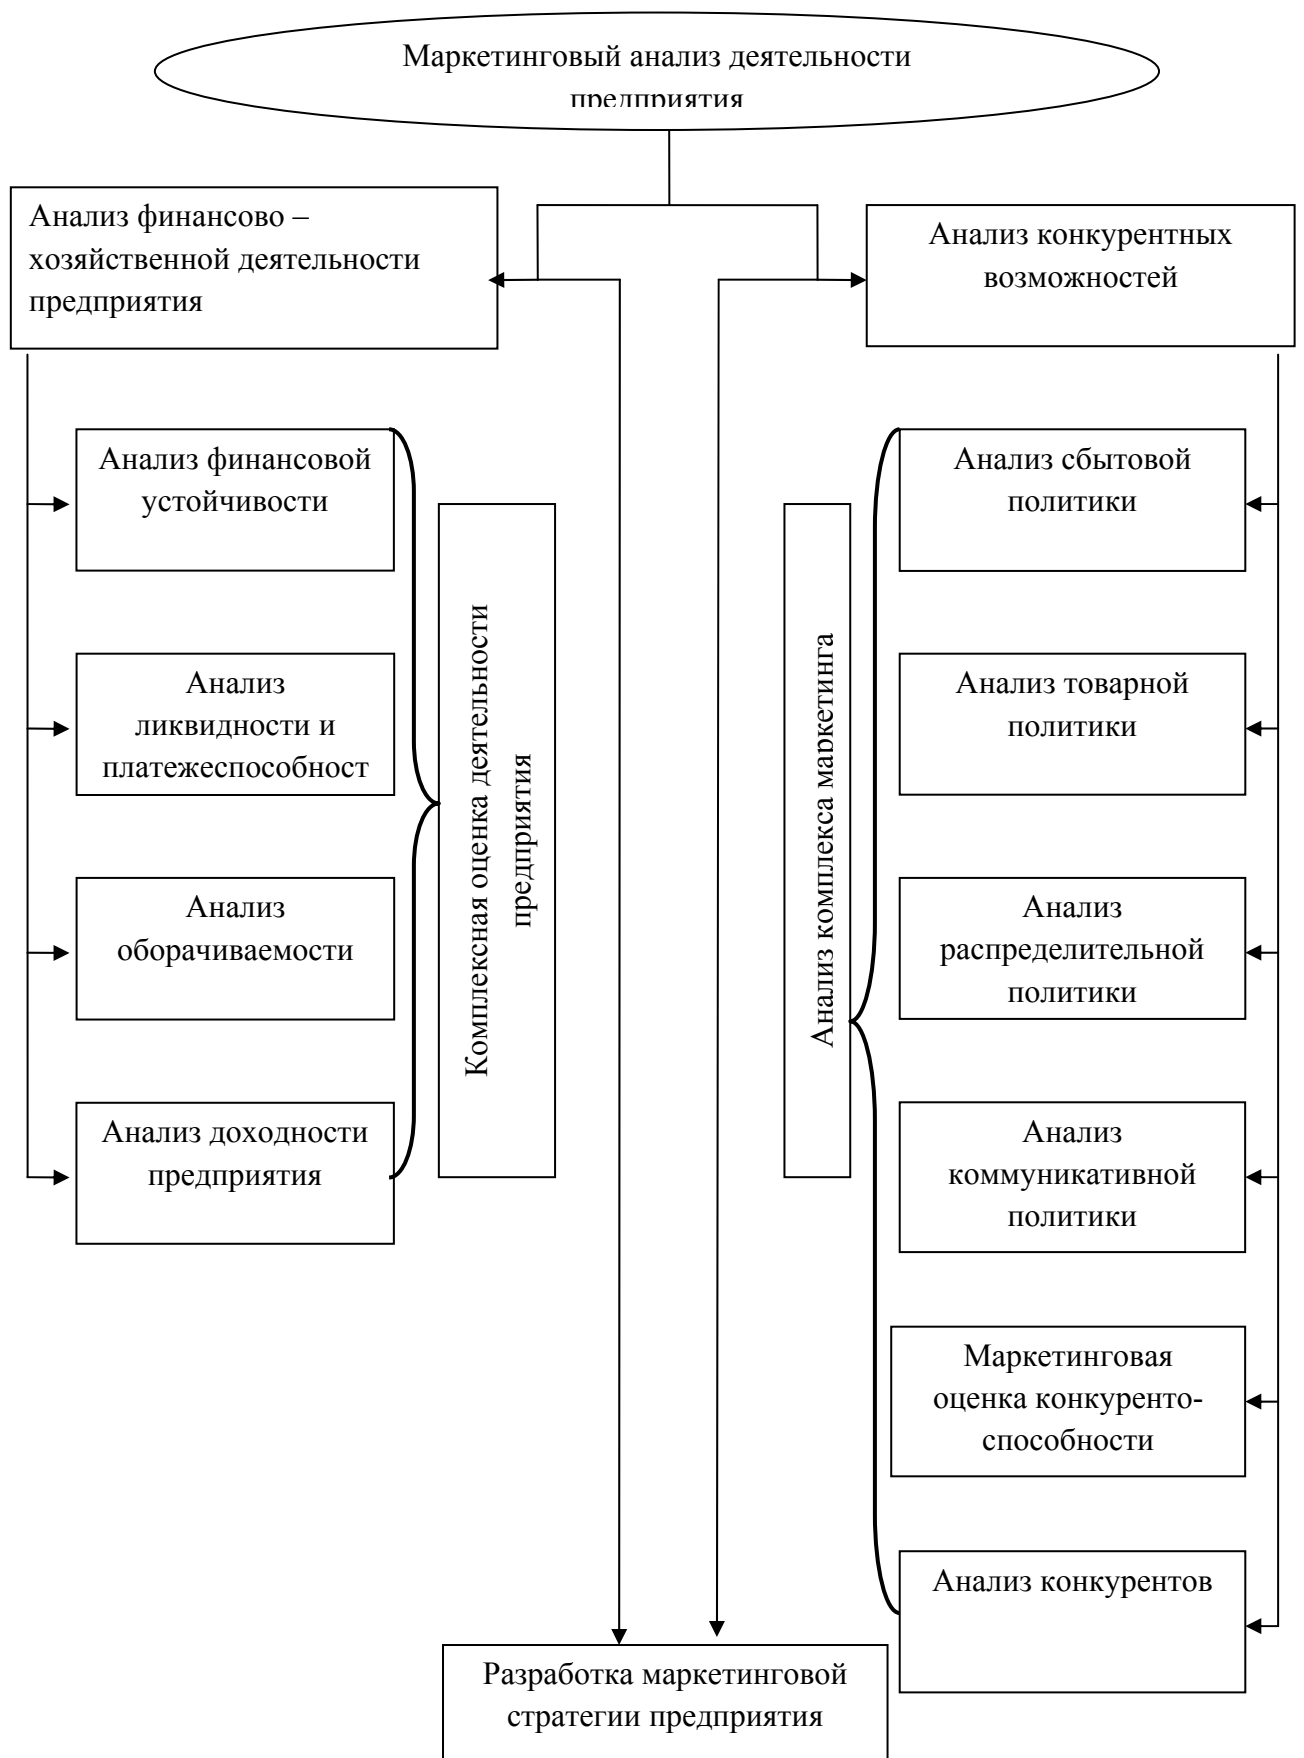 Маркетинговый анализ деятельности
предприятия
Анализ финансово –
хозяйственной деятельности
предприятия
Анализ конкурентных
возможностей
Анализ финансовой
устойчивости
Анализ
ликвидности и
платежеспособност
Анализ
оборачиваемости
Анализ доходности
предприятия
Комплексная оценка деятельности
предприятия
Анализ комплекса маркетинга
Анализ сбытовой
политики
Анализ товарной
политики
Анализ
распределительной
политики
Анализ
коммуникативной
политики
Маркетинговая
оценка конкуренто-
способности
Анализ конкурентов
Разработка маркетинговой
стратегии предприятия